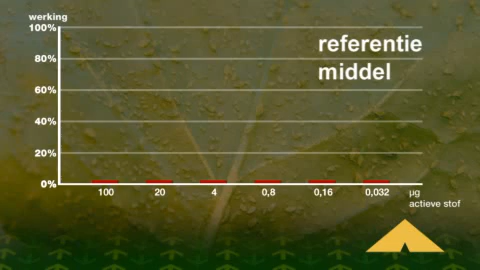 werking
100%
referentie
middel
80%
60%
40%
20%
0%
100 20 4 0,8 0,16 0,032 µg
actieve stof